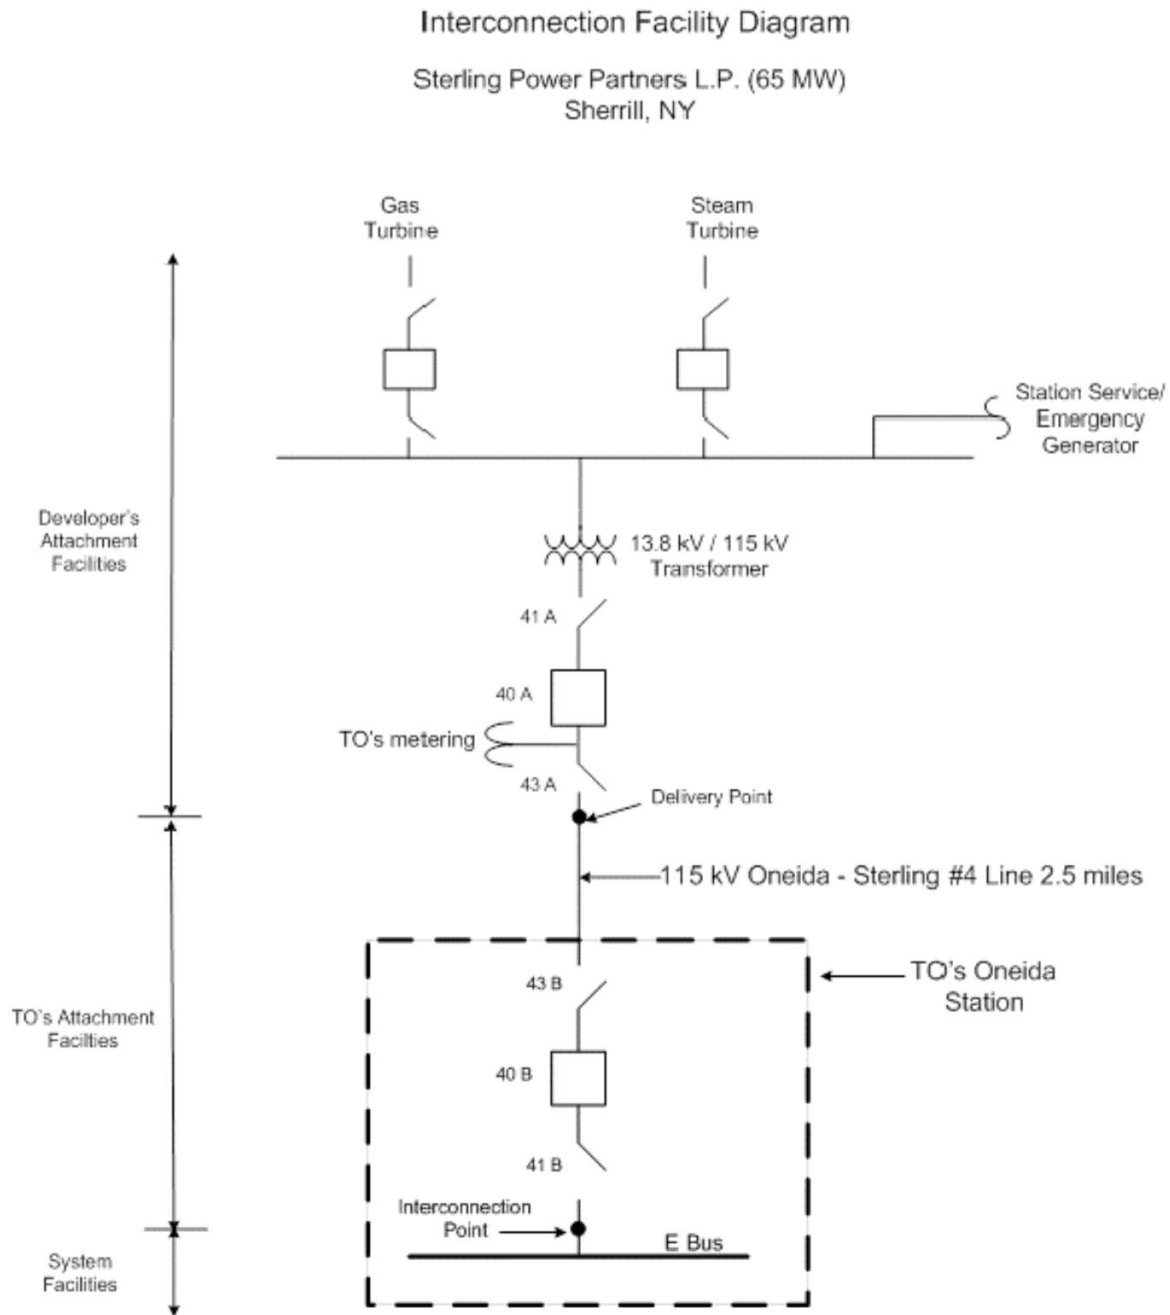 Interconnection Facility Diagram
Sterling Power Partners L.P. (65 MW)
Sherrill, NY
Gas
Turbine
Steam
Turbine
Station Service/
Emergency
Generator
Developer's
Attachment
Facilities
13.8 kV / 115 kV
Transformer
41 A
40 A
TO's metering
43 A
Delivery Point
115 kV Oneida - Sterling #4 Line 2.5 miles
TO's Oneida
Station
43 B
TO's Attachment
Facilties
40 B
41 B
Interconnection
Point
E Bus
System
Facilities